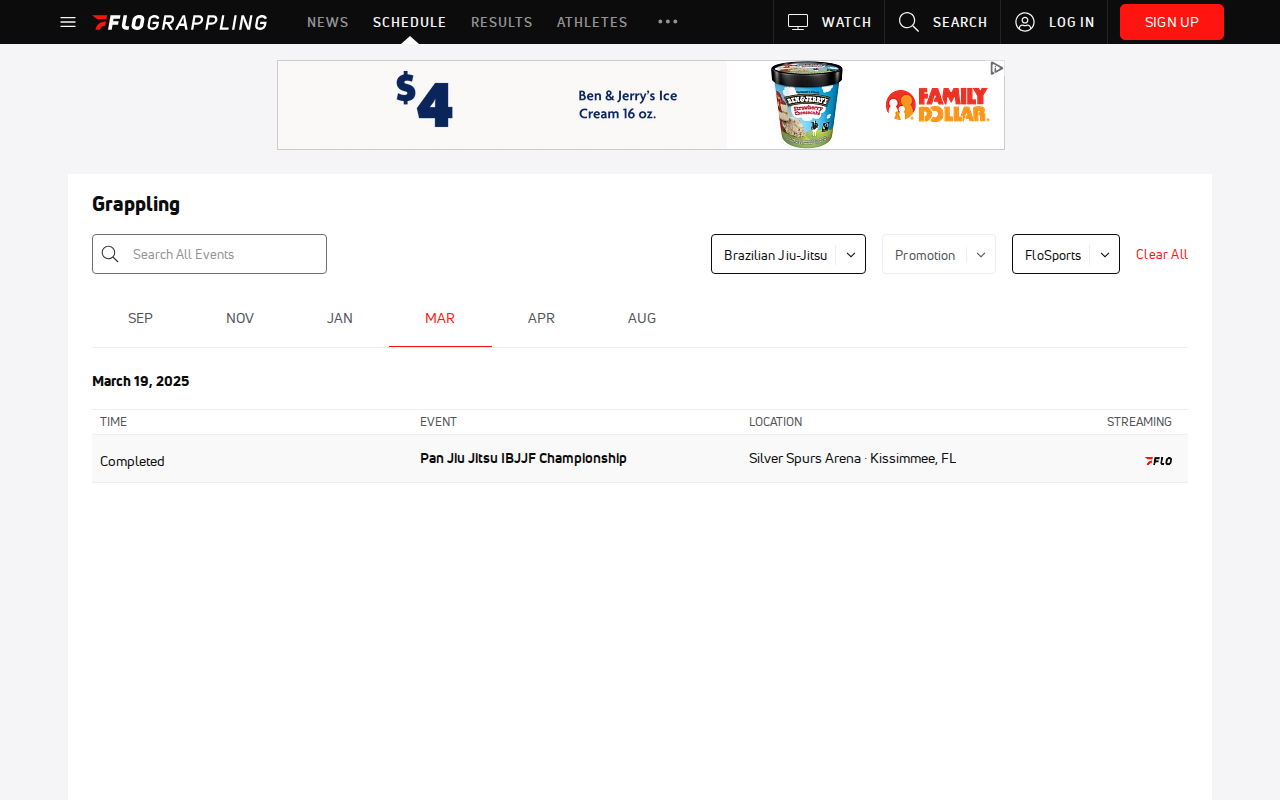 FLOGRAPPLING
NEWS
SCHEDULE
RESULTS
ATHLETES
WATCH
SEARCH
LOG IN
SIGN UP
$4
Ben & Jerry's Ice
Cream 16 oz.
BEN & JERRY'S
Strawberry
Cheesecake
FAMILY
DOLLAR
Grappling
Search All Events
Brazilian Jiu-Jitsu
Promotion
FloSports
Clear All
SEP
NOV
JAN
MAR
APR
AUG
March 19, 2025
TIME
EVENT
LOCATION
STREAMING
Completed
Pan Jiu Jitsu IBJJF Championship
Silver Spurs Arena · Kissimmee, FL
FLO